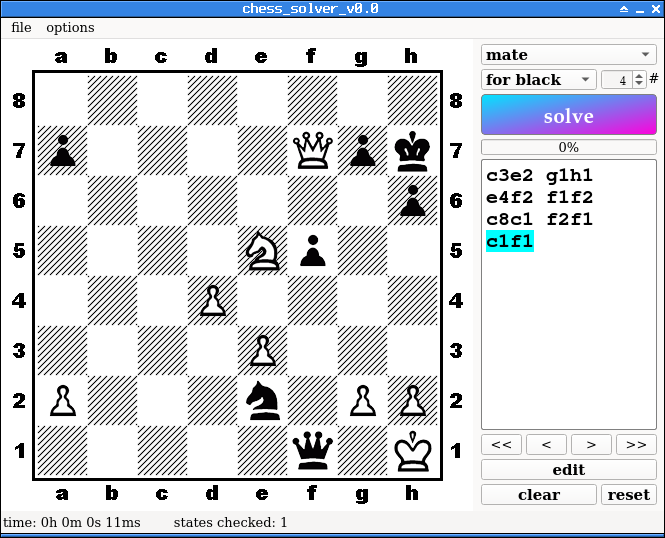 chess_solver_v0.0
file options
a b c d e f g h
8 8
7 7
6 6
5 5
4 4
3 3
2 2
1 1
a b c d e f g h
mate
for black 4 #
solve
0%
c3e2 g1h1
e4f2 f1f2
c8c1 f2f1
c1f1
<< < > >>
edit
clear reset
time: 0h 0m 0s 11ms states checked: 1